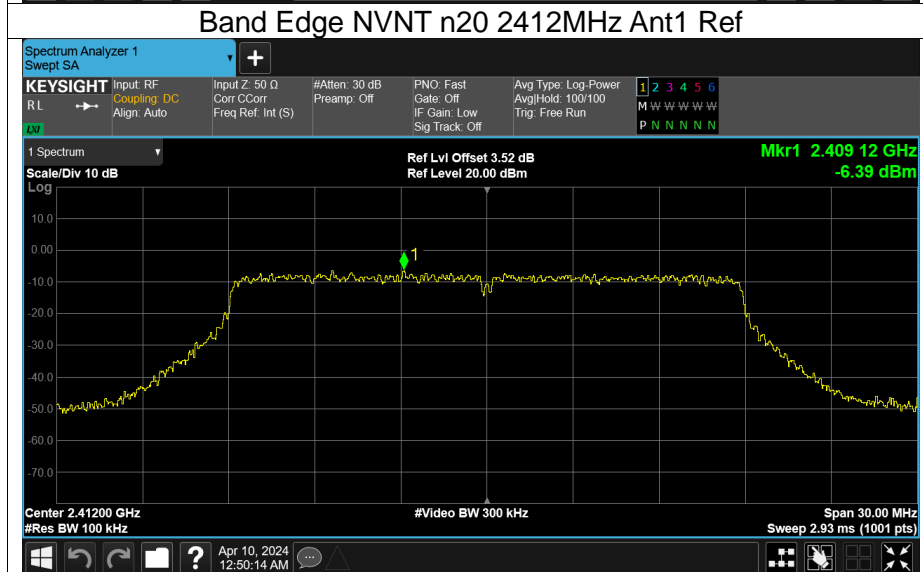 Band Edge NVNT n20 2412MHz Ant1 Ref
Spectrum Analyzer 1
Swept SA
+
KEYSIGHT
R L
LXI
Input: RF
Coupling: DC
Align: Auto
Input Z: 50 Ω
Corr CCorr
Freq Ref: Int (S)
#Atten: 30 dB
Preamp: Off
PNO: Fast
Gate: Off
IF Gain: Low
Sig Track: Off
Avg Type: Log-Power
Avg|Hold: 100/100
Trig: Free Run
1 2 3 4 5 6
M W W W W W
P N N N N N
1 Spectrum
Scale/Div 10 dB
Ref Lvl Offset 3.52 dB
Ref Level 20.00 dBm
Mkr1 2.409 12 GHz
-6.39 dBm
Log
10.0
0.00
-10.0
-20.0
-30.0
-40.0
-50.0
-60.0
-70.0
1
Center 2.41200 GHz
#Res BW 100 kHz
#Video BW 300 kHz
Span 30.00 MHz
Sweep 2.93 ms (1001 pts)
?
Apr 10, 2024
12:50:14 AM